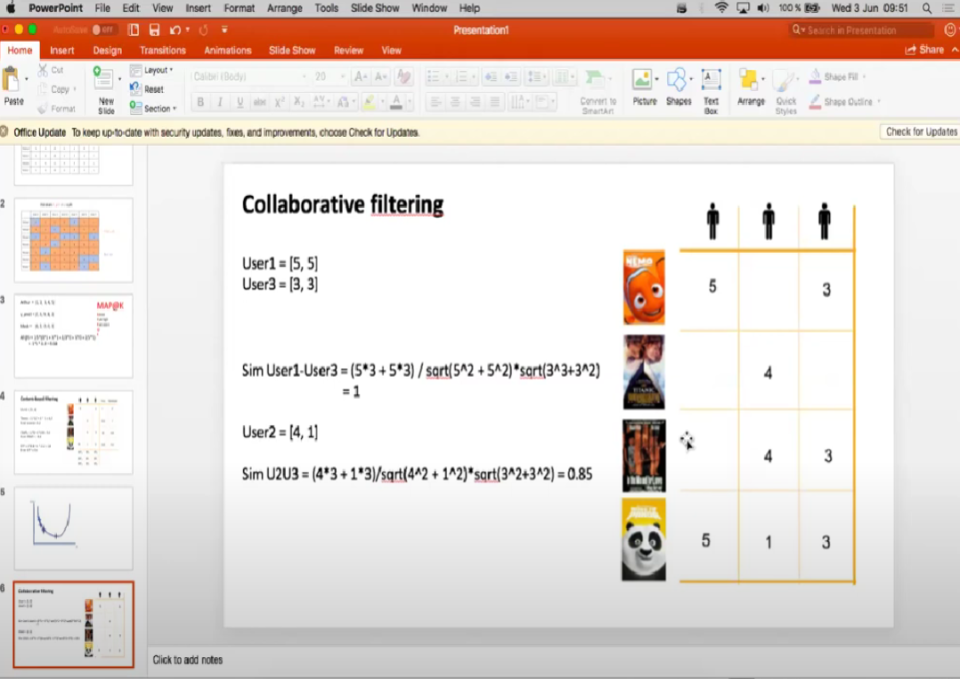 PowerPoint File Edit View Insert Format Arrange Tools Slide Show Window Help 100 % Wed 3 Jun 09:51
AutoSave OFF Presentation1 Search in Presentation
Home Insert Design Transitions Animations Slide Show Review View Share
Paste Cut Copy Format New Slide Layout Reset Section Calibri (Body) 20 Convert to SmartArt Picture Shapes Text Box Arrange Quick Styles Shape Fill Shape Outline
Office Update To keep up-to-date with security updates, fixes, and improvements, choose Check for Updates. Check for Updates
2
3
MAP@K
4
Content Based Filtering
5
6
Collaborative filtering
Collaborative filtering
User1 = [5, 5]
User3 = [3, 3]
Sim User1-User3 = (5*3 + 5*3) / sqrt(5^2 + 5^2)*sqrt(3^3+3^2)
= 1
User2 = [4, 1]
Sim U2U3 = (4*3 + 1*3)/sqrt(4^2 + 1^2)*sqrt(3^2+3^2) = 0.85
NEMO
5 3
TITANIC
4
4 3
5 1 3
Click to add notes